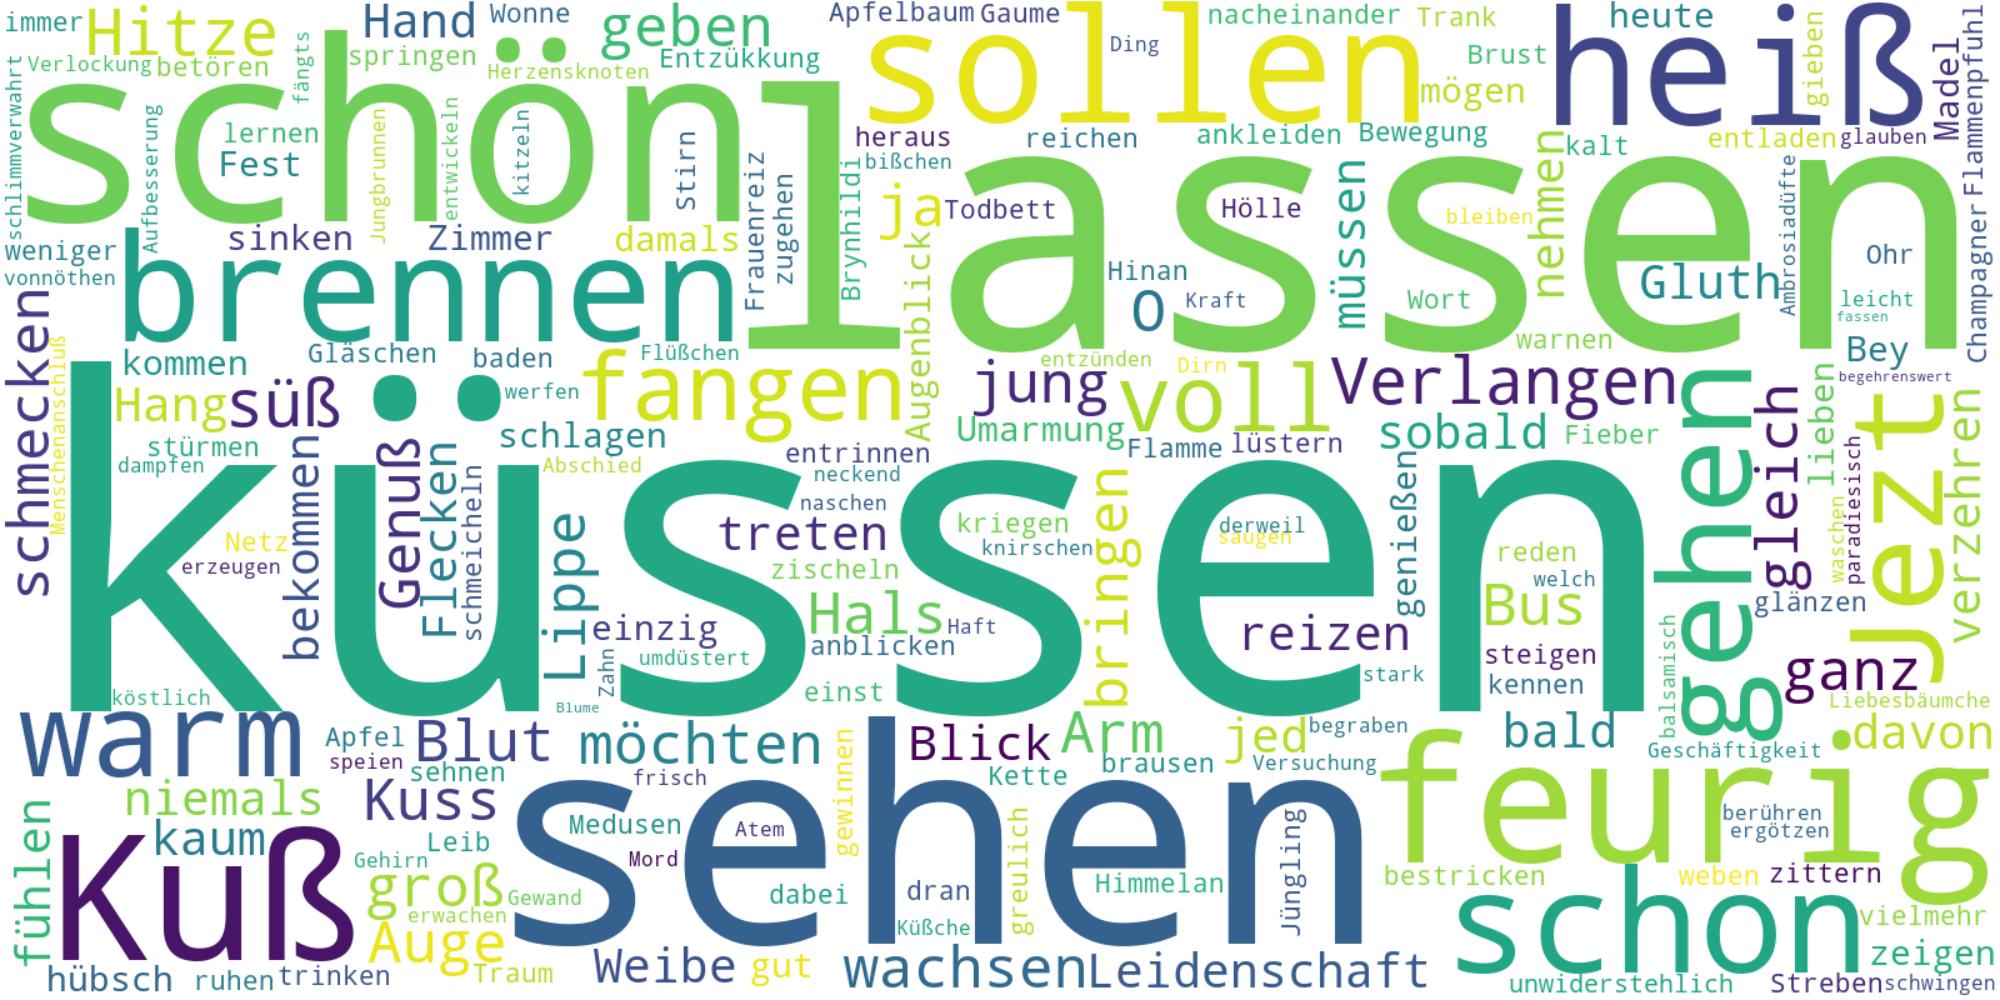 immer Hitze Hand Wonne geben Apfelbaum Gaume sollen nacheinander Trank heiß heute
Verlockung betören fängts springen Herzensknoten Entzükkung Ding Brust mögen gieben Madel Flammenpfuhl
schlimmverwahrt schön lassen
Aufbesserung lernen Fest Jungbrunnen entwickeln kitzeln Stirn Frauenreiz zugehen Brynhildi heraus bißchen reichen ankleiden Bewegung kalt entladen glauben
weniger vonnöthen sinken Zimmer damals ja Todbett Hölle müssen bleiben nehmen Ambrosiadüfte Ohr Champagner
brennen Augenblick Hinan O Kraft Wort Gluth leicht fassen
schmecken Menschenanschluß kommen Gläschen baden Flüßchen entzünden Dirn warnen Bey begehrenswert
Hang süß werfen fangen jung voll Verlangen gehen gleich lieben Jezt verzehren
stürmen dampfen schlagen Abschied Umarmung Flamme lüstern sobald Fieber
küssen
bekommen Genuß Flecken schmeicheln entrinnen neckend naschen genießen waschen paradiesisch
Netz erzeugen Lippe treten kriegen knirschen bringen derweil saugen reden welch
zischeln Hals Haft Bus glänzen
einzig anblicken reizen steigen balsamisch
köstlich Zahn umdüstert einst stark kennen ganz Liebesbäumche
warm Apfel speien Blut Blume möchten Blick Arm jed begraben bald Geschäftigkeit davon
sehnen frisch gewinnen sehen Kette brausen Versuchung feurig
fühlen niemals Kuss Medusen Atem greulich Jüngling berühren ergötzen
Kuß kaum Leib Gehirn Mord
groß Gewand dabei dran Himmelan bestricken weben zittern
erwachen Auge Küßche schon vielmehr
hübsch ruhen trinken Traum Weibe gut wachsen Leidenschaft unwiderstehlich zeigen Streben schwingen